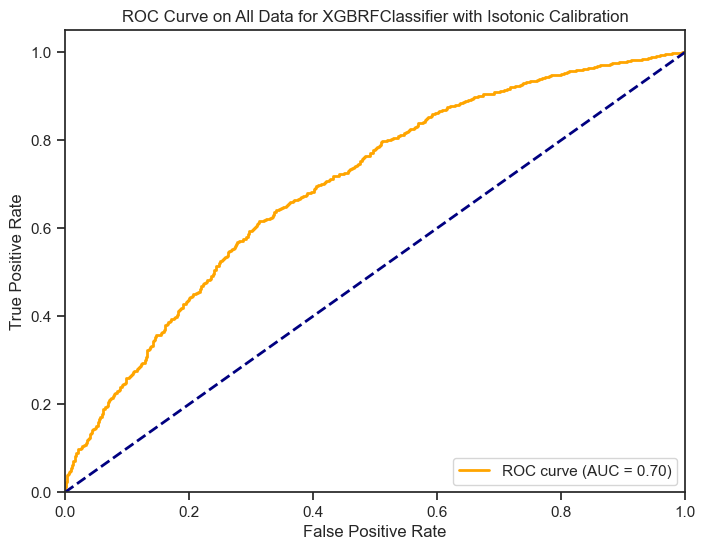 ROC Curve on All Data for XGBRFClassifier with Isotonic Calibration
True Positive Rate
1.0
0.8
0.6
0.4
0.2
0.0
ROC curve (AUC = 0.70)
0.0 0.2 0.4 0.6 0.8 1.0
False Positive Rate